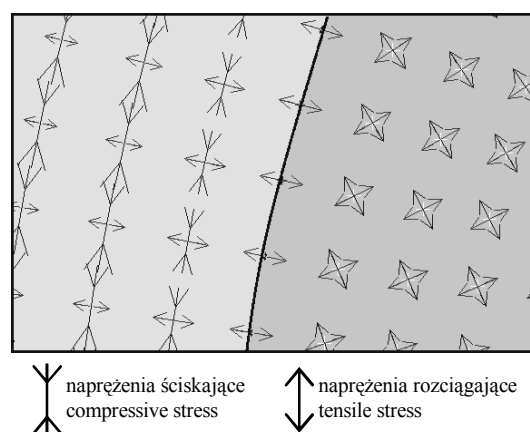 naprężenia ściskające
compressive stress
naprężenia rozciągające
tensile stress